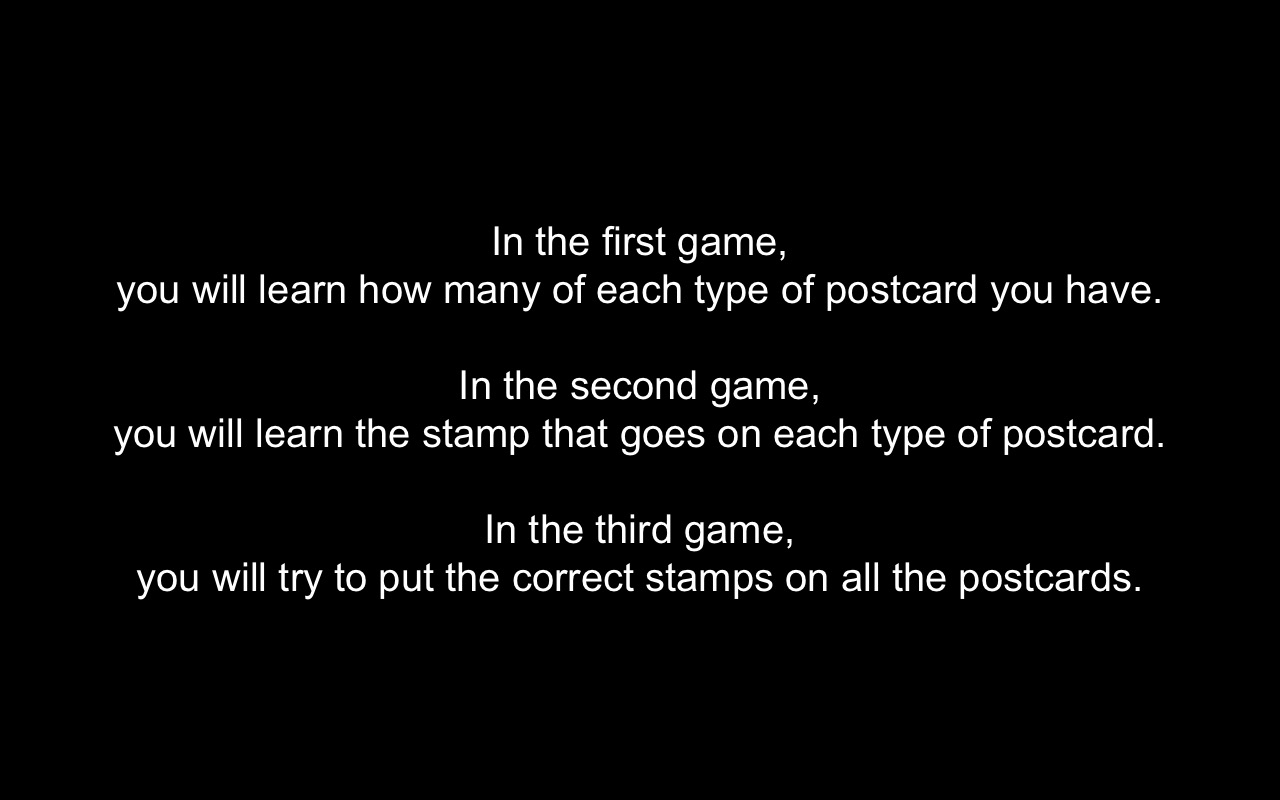 In the first game,
you will learn how many of each type of postcard you have.
In the second game,
you will learn the stamp that goes on each type of postcard.
In the third game,
you will try to put the correct stamps on all the postcards.